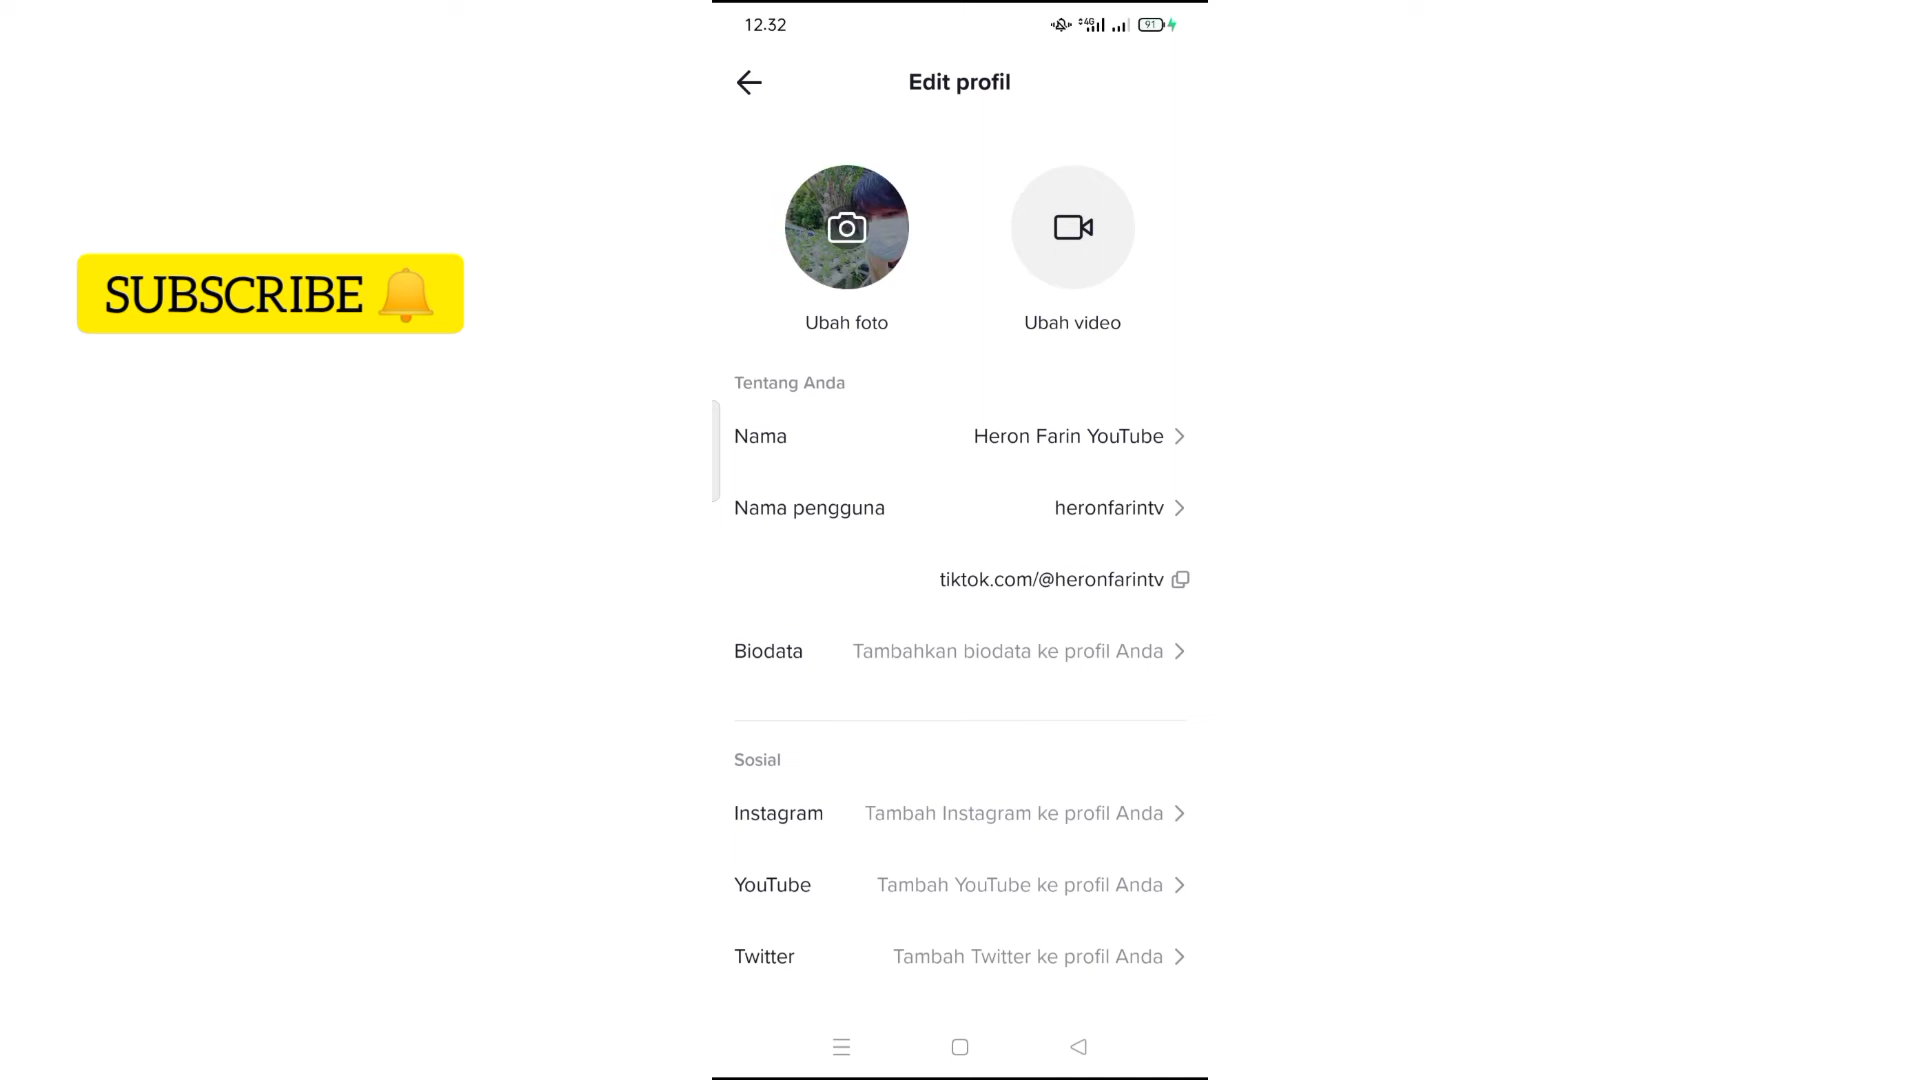 12.32
4G
91
Edit profil
SUBSCRIBE
Ubah foto
Ubah video
Tentang Anda
Nama
Heron Farin YouTube
Nama pengguna
heronfarintv
tiktok.com/@heronfarintv
Biodata
Tambahkan biodata ke profil Anda
Sosial
Instagram
Tambah Instagram ke profil Anda
YouTube
Tambah YouTube ke profil Anda
Twitter
Tambah Twitter ke profil Anda